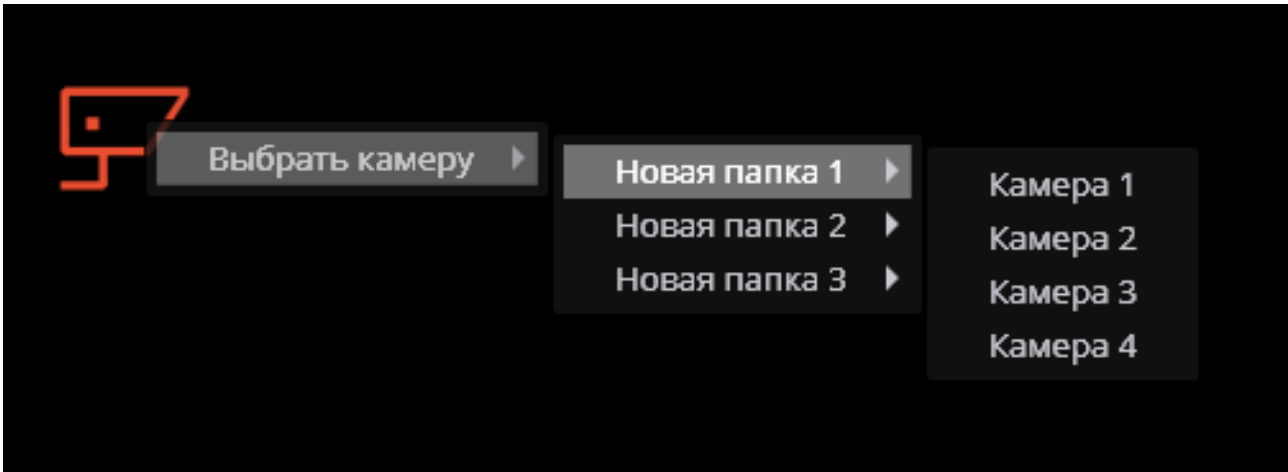 Выбрать камеру
Новая папка 1
Новая папка 2
Новая папка 3
Камера 1
Камера 2
Камера 3
Камера 4